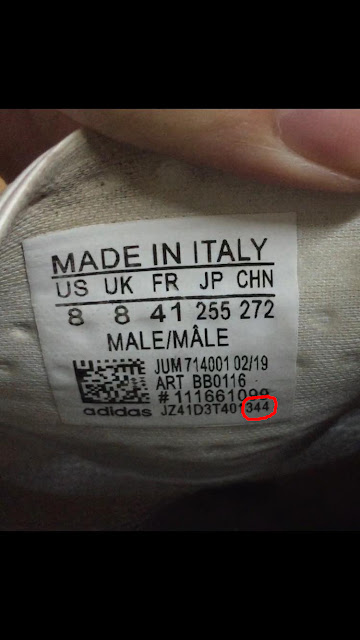 MADE IN ITALY
US UK FR JP CHN
8 8 41 255 272
MALE/MÂLE
JUM 714001 02/19
ART BB0116
# 111661099
adidas JZ41D3T401344